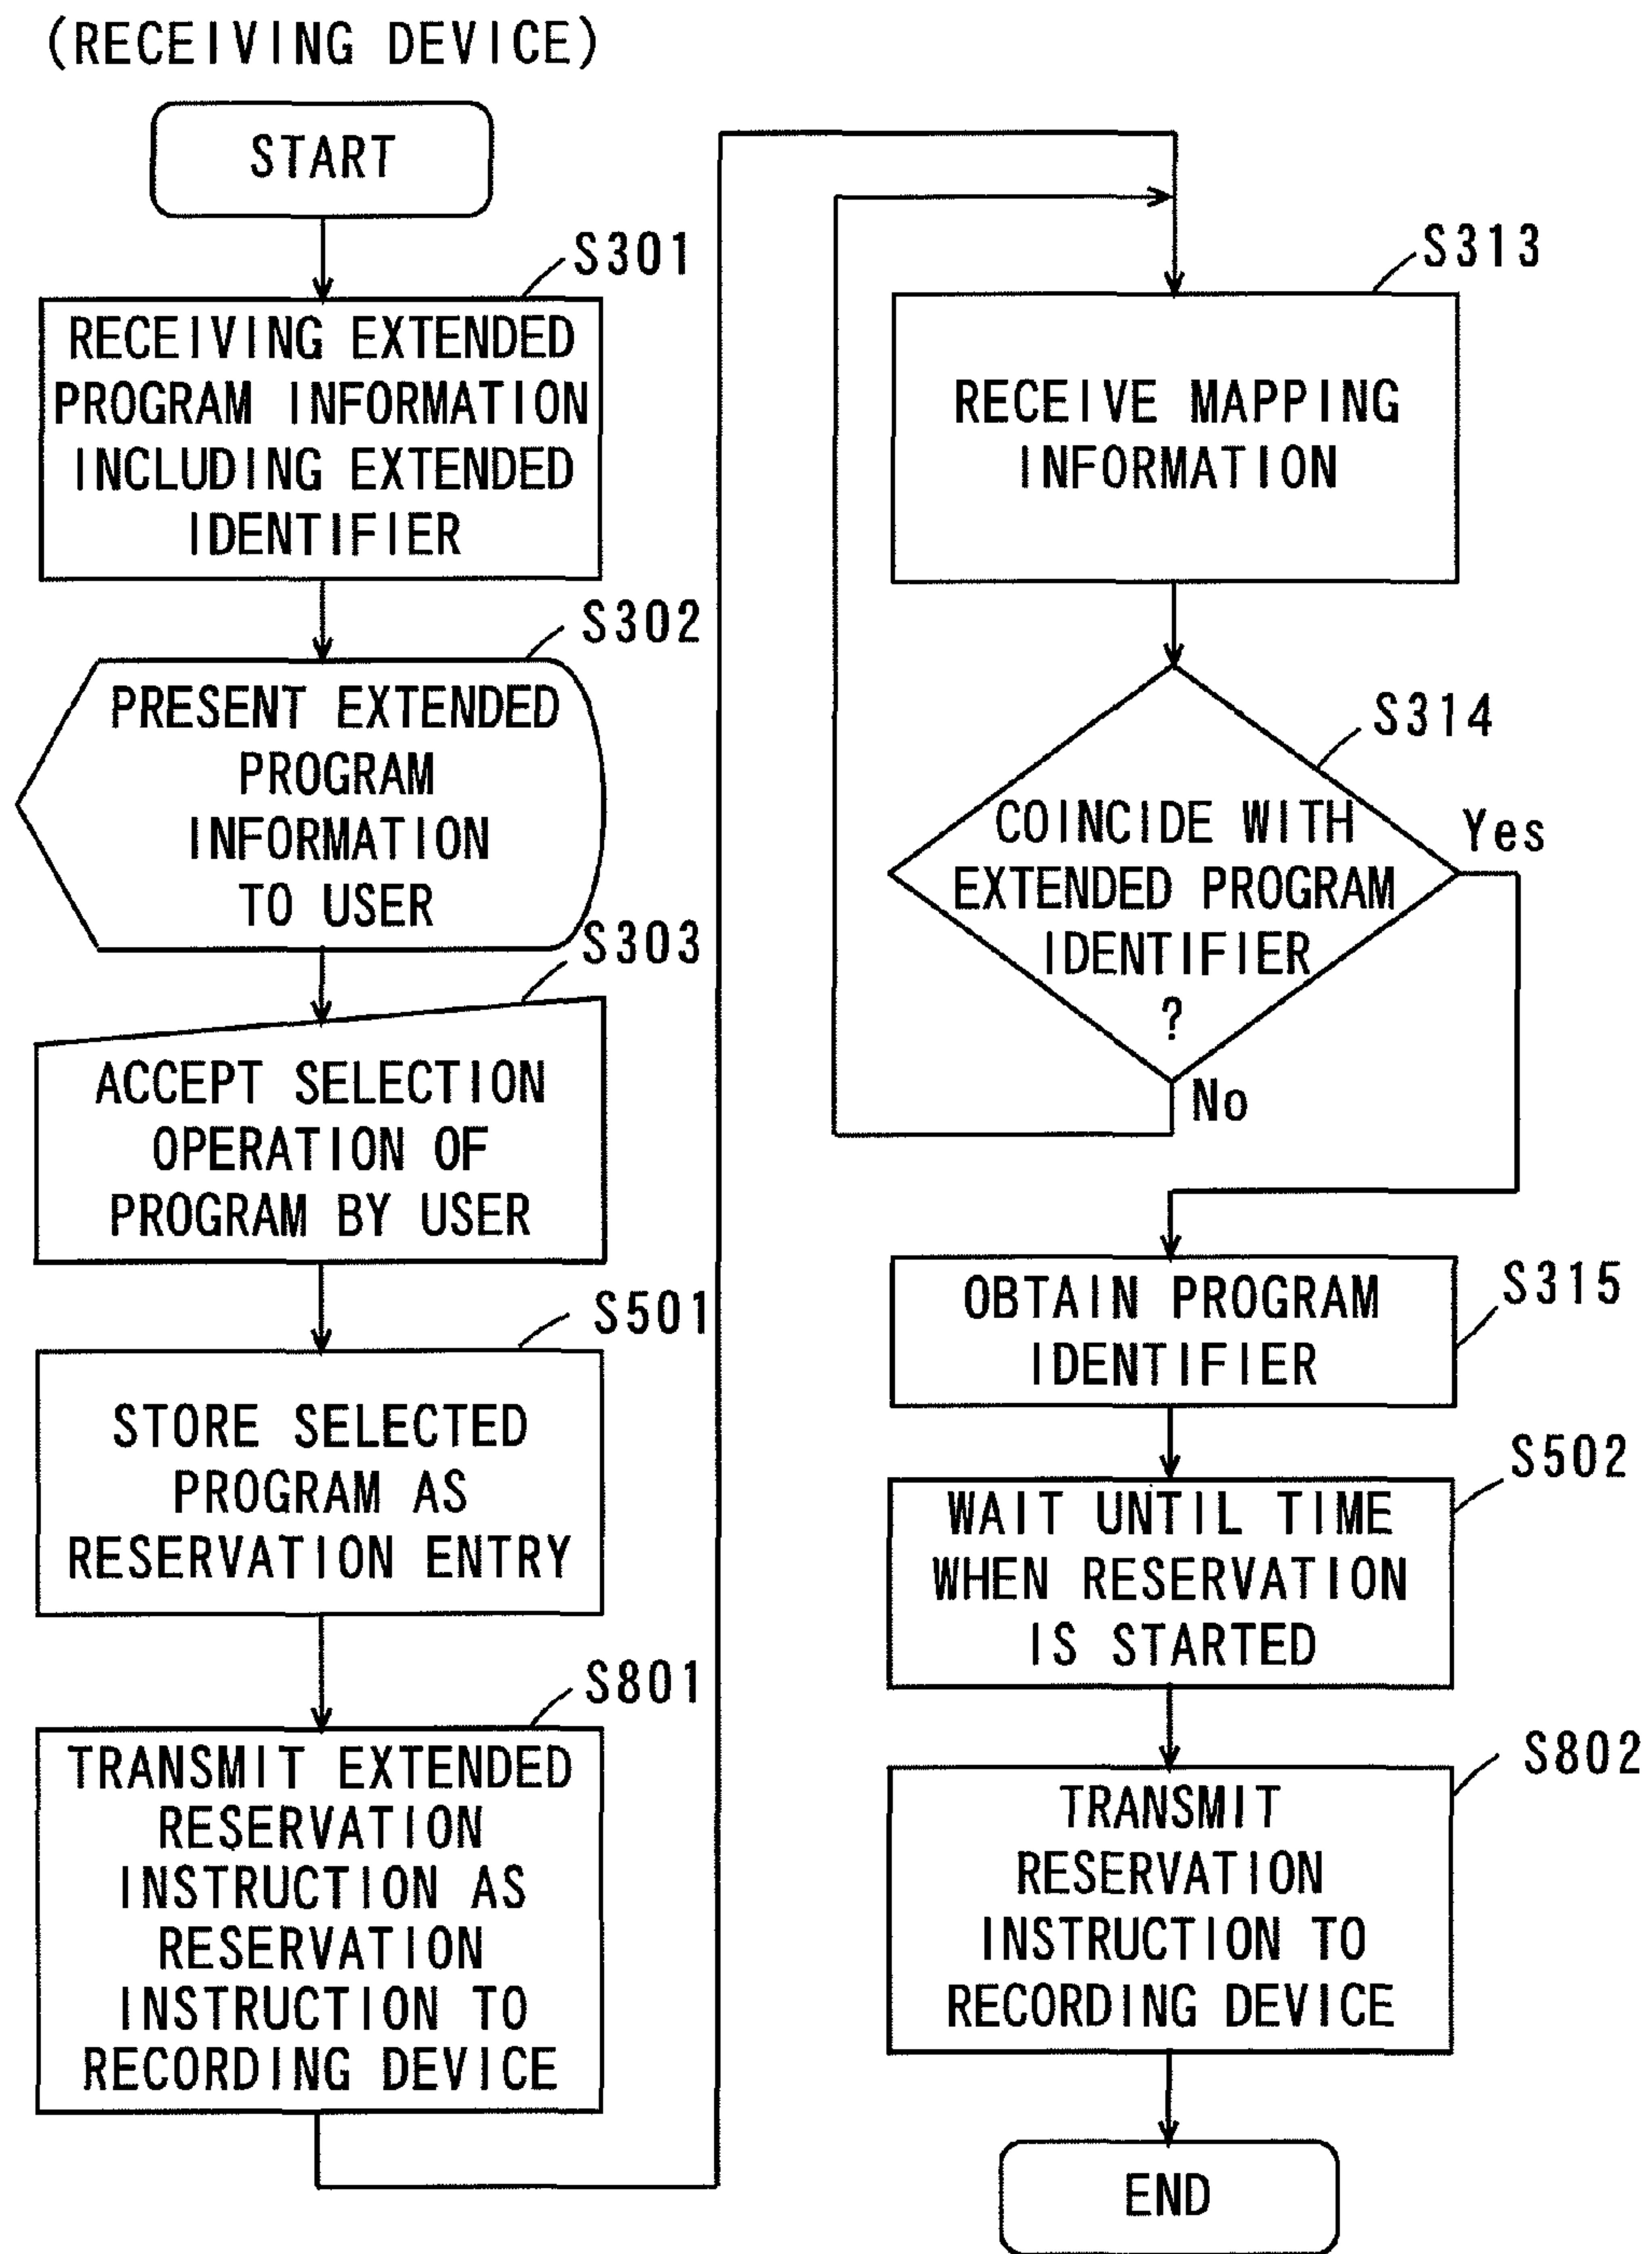 (RECEIVING DEVICE)
START
S301
RECEIVING EXTENDED
PROGRAM INFORMATION
INCLUDING EXTENDED
IDENTIFIER
S302
PRESENT EXTENDED
PROGRAM
INFORMATION
TO USER
S303
ACCEPT SELECTION
OPERATION OF
PROGRAM BY USER
S501
STORE SELECTED
PROGRAM AS
RESERVATION ENTRY
S801
TRANSMIT EXTENDED
RESERVATION
INSTRUCTION AS
RESERVATION
INSTRUCTION TO
RECORDING DEVICE
S313
RECEIVE MAPPING
INFORMATION
S314
COINCIDE WITH
EXTENDED PROGRAM
IDENTIFIER
?
Yes
No
S315
OBTAIN PROGRAM
IDENTIFIER
S502
WAIT UNTIL TIME
WHEN RESERVATION
IS STARTED
S802
TRANSMIT
RESERVATION
INSTRUCTION TO
RECORDING DEVICE
END